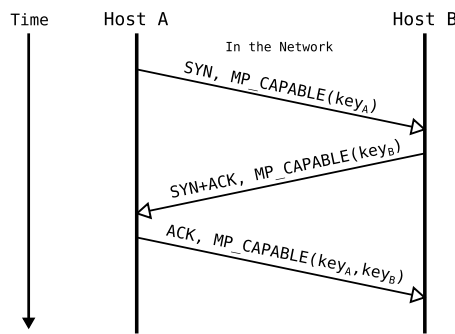 Time
Host A
Host B
In the Network
SYN, MP_CAPABLE(keyA)
SYN+ACK, MP_CAPABLE(keyB)
ACK, MP_CAPABLE(keyA,keyB)